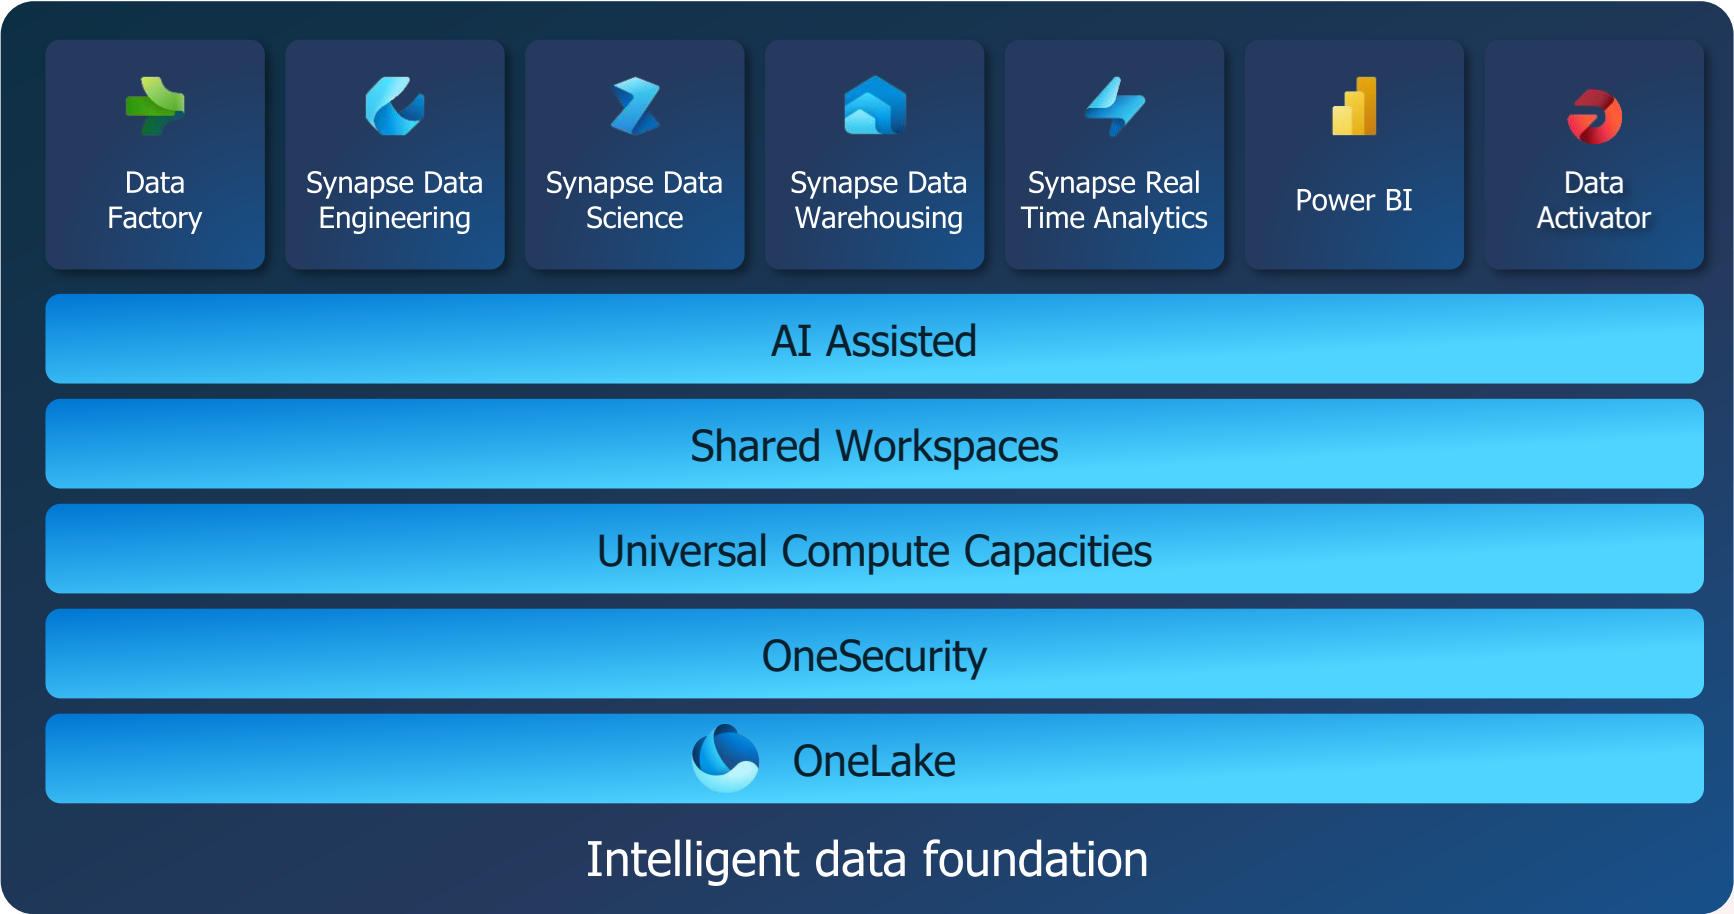 Data
Factory
Synapse Data
Engineering
Synapse Data
Science
Synapse Data
Warehousing
Synapse Real
Time Analytics
Power BI
Data
Activator
AI Assisted
Shared Workspaces
Universal Compute Capacities
OneSecurity
OneLake
Intelligent data foundation